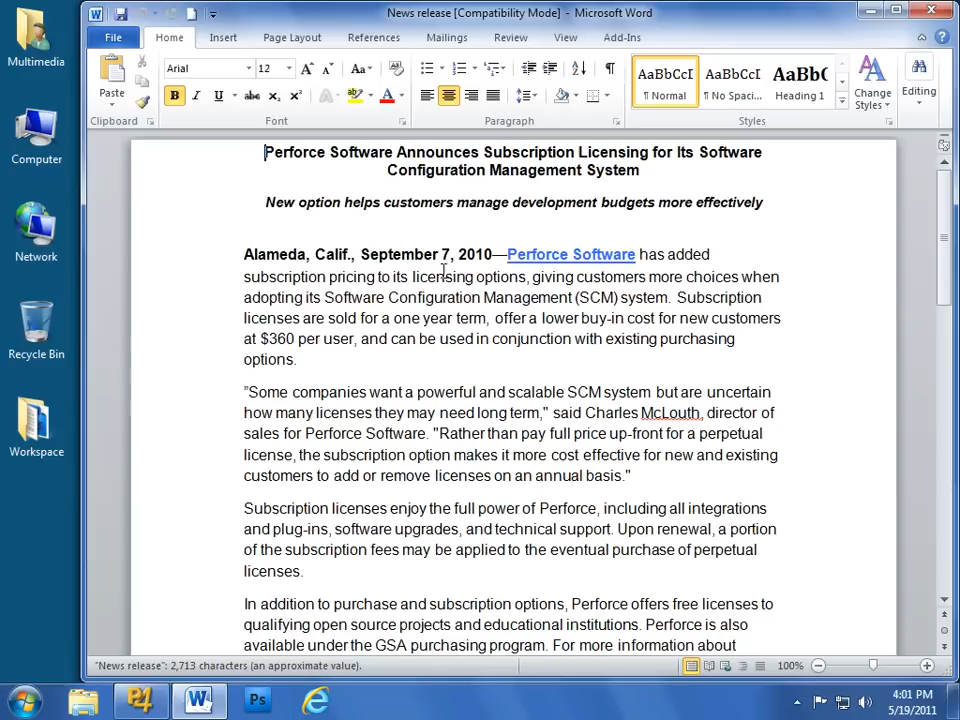 News release [Compatibility Mode] - Microsoft Word
File Home Insert Page Layout References Mailings Review View Add-Ins
Multimedia
Computer
Network
Recycle Bin
Workspace
Paste
Clipboard
Arial 12
Font
Paragraph
AaBbCcI AaBbCcI AaBbC
¶ Normal ¶ No Spaci... Heading 1
Change Styles
Styles
Editing
Perforce Software Announces Subscription Licensing for Its Software
Configuration Management System
New option helps customers manage development budgets more effectively
Alameda, Calif., September 7, 2010—Perforce Software has added
subscription pricing to its licensing options, giving customers more choices when
adopting its Software Configuration Management (SCM) system. Subscription
licenses are sold for a one year term, offer a lower buy-in cost for new customers
at $360 per user, and can be used in conjunction with existing purchasing
options.
"Some companies want a powerful and scalable SCM system but are uncertain
how many licenses they may need long term," said Charles McLouth, director of
sales for Perforce Software. "Rather than pay full price up-front for a perpetual
license, the subscription option makes it more cost effective for new and existing
customers to add or remove licenses on an annual basis."
Subscription licenses enjoy the full power of Perforce, including all integrations
and plug-ins, software upgrades, and technical support. Upon renewal, a portion
of the subscription fees may be applied to the eventual purchase of perpetual
licenses.
In addition to purchase and subscription options, Perforce offers free licenses to
qualifying open source projects and educational institutions. Perforce is also
available under the GSA purchasing program. For more information about
"News release": 2,713 characters (an approximate value).
100%
4:01 PM
5/19/2011